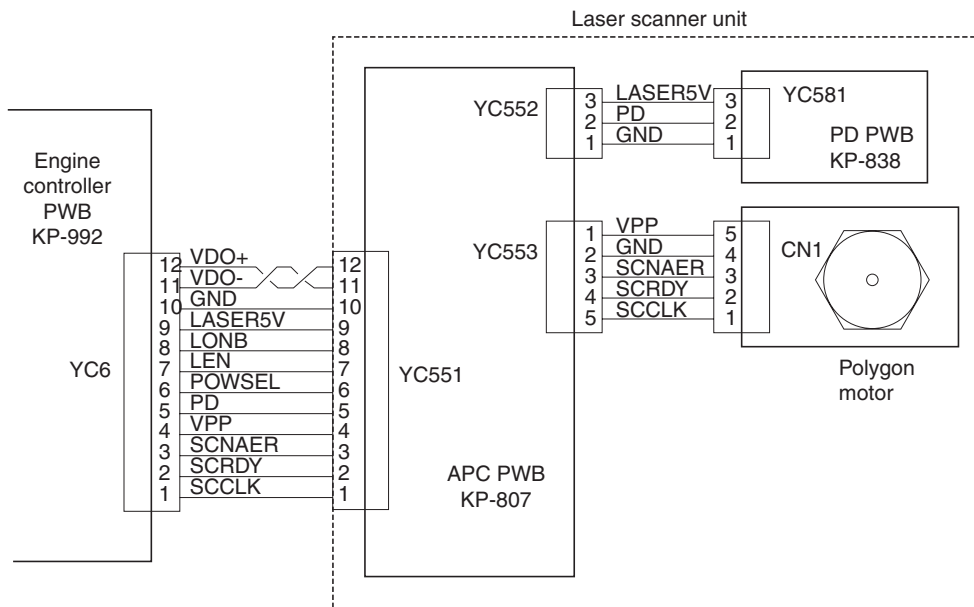 Laser scanner unit
Engine
controller
PWB
KP-992
YC6
12 VDO+ 12
11 VDO- 11
10 GND 10
9 LASER5V 9
8 LONB 8
7 LEN 7
6 POWSEL 6
5 PD 5
4 VPP 4
3 SCNAER 3
2 SCRDY 2
1 SCCLK 1
YC551
APC PWB
KP-807
YC552
3 LASER5V 3
2 PD 2
1 GND 1
YC581
PD PWB
KP-838
YC553
1 VPP 5
2 GND 4
3 SCNAER 3
4 SCRDY 2
5 SCCLK 1
CN1
Polygon
motor